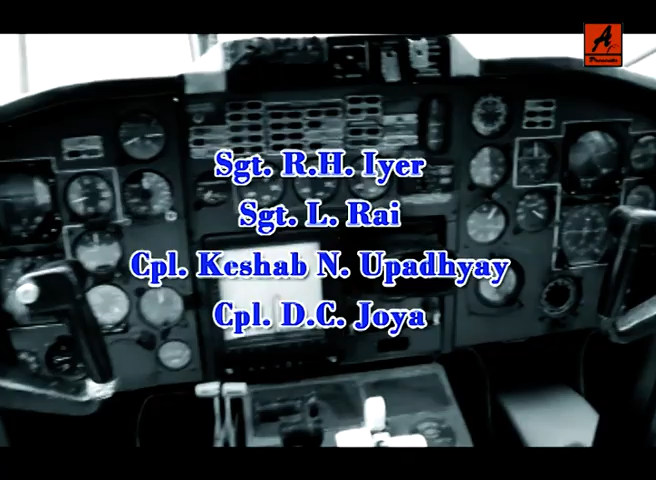 Sgt. R.H. Iyer
Sgt. L. Rai
Cpl. Keshab N. Upadhyay
Cpl. D.C. Joya